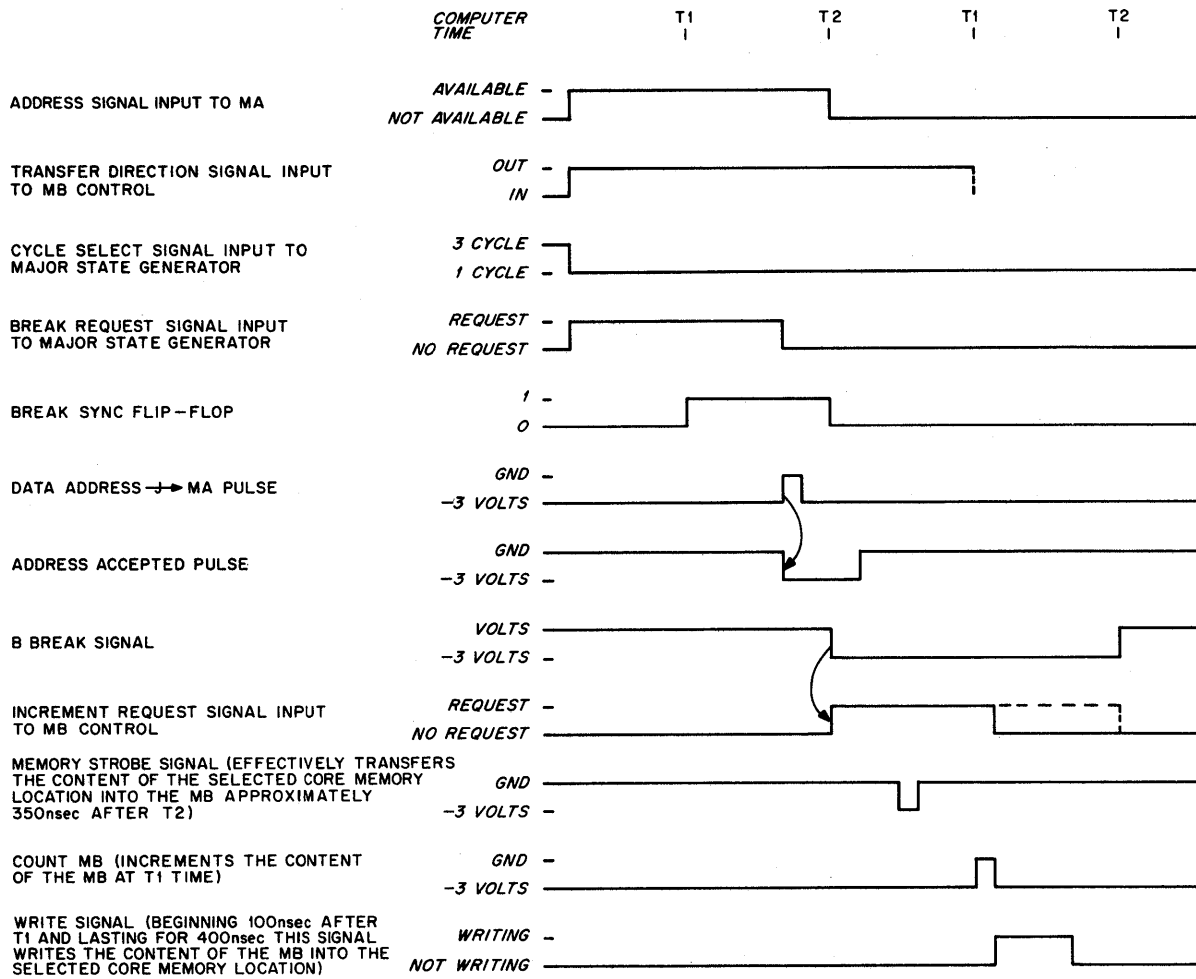 COMPUTER TIME T1 T2 T1 T2
ADDRESS SIGNAL INPUT TO MA
AVAILABLE
NOT AVAILABLE
TRANSFER DIRECTION SIGNAL INPUT
TO MB CONTROL
OUT
IN
CYCLE SELECT SIGNAL INPUT TO
MAJOR STATE GENERATOR
3 CYCLE
1 CYCLE
BREAK REQUEST SIGNAL INPUT
TO MAJOR STATE GENERATOR
REQUEST
NO REQUEST
BREAK SYNC FLIP-FLOP
1
0
DATA ADDRESS J→ MA PULSE
GND
-3 VOLTS
ADDRESS ACCEPTED PULSE
GND
-3 VOLTS
B BREAK SIGNAL
VOLTS
-3 VOLTS
INCREMENT REQUEST SIGNAL INPUT
TO MB CONTROL
REQUEST
NO REQUEST
MEMORY STROBE SIGNAL (EFFECTIVELY TRANSFERS
THE CONTENT OF THE SELECTED CORE MEMORY
LOCATION INTO THE MB APPROXIMATELY
350nsec AFTER T2)
GND
-3 VOLTS
COUNT MB (INCREMENTS THE CONTENT
OF THE MB AT T1 TIME)
GND
-3 VOLTS
WRITE SIGNAL (BEGINNING 100nsec AFTER
T1 AND LASTING FOR 400nsec THIS SIGNAL
WRITES THE CONTENT OF THE MB INTO THE
SELECTED CORE MEMORY LOCATION)
WRITING
NOT WRITING